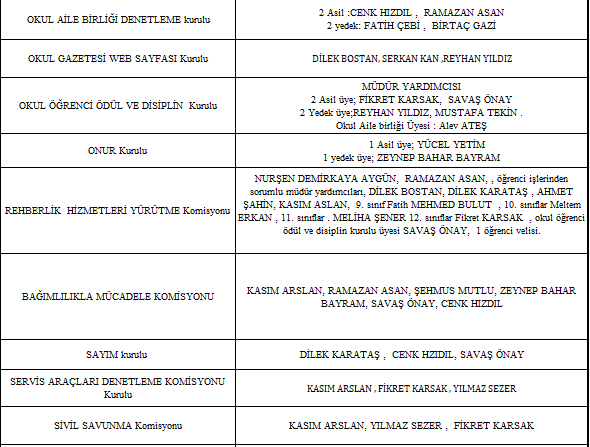 OKUL AİLE BİRLİĞİ DENETLEME kurulu
2 Asil :CENK HIZDIL , RAMAZAN ASAN
2 yedek: FATİH ÇEBİ , BİRTAÇ GAZİ
OKUL GAZETESİ WEB SAYFASI Kurulu
DİLEK BOSTAN, SERKAN KAN ,REYHAN YILDIZ
OKUL ÖĞRENCİ ÖDÜL VE DİSİPLİN Kurulu
MÜDÜR YARDIMCISI
2 Asil üye; FİKRET KARSAK, SAVAŞ ÖNAY
2 Yedek üye;REYHAN YILDIZ, MUSTAFA TEKİN .
Okul Aile birliği Üyesi : Alev ATEŞ
ONUR Kurulu
1 Asil üye; YÜCEL YETİM
1 yedek üye; ZEYNEP BAHAR BAYRAM
REHBERLİK HİZMETLERİ YÜRÜTME Komisyonu
NURŞEN DEMİRKAYA AYGÜN, RAMAZAN ASAN, , öğrenci işlerinden
sorumlu müdür yardımcıları, DİLEK BOSTAN, DİLEK KARATAŞ , AHMET
ŞAHİN, KASIM ASLAN, 9. sınıf Fatih MEHMED BULUT , 10. sınıflar Meltem
ERKAN , 11. sınıflar . MELİHA ŞENER 12. sınıflar Fikret KARSAK , okul öğrenci
ödül ve disiplin kurulu üyesi SAVAŞ ÖNAY, 1 öğrenci velisi.
BAĞIMLILIKLA MÜCADELE KOMİSYONU
KASIM ARSLAN, RAMAZAN ASAN, ŞEHMUS MUTLU, ZEYNEP BAHAR
BAYRAM, SAVAŞ ÖNAY, CENK HIZDIL
SAYIM kurulu
DİLEK KARATAŞ , CENK HZIDIL, SAVAŞ ÖNAY
SERVİS ARAÇLARI DENETLEME KOMİSYONU
Kurulu
KASIM ARSLAN , FİKRET KARSAK , YILMAZ SEZER
SİVİL SAVUNMA Komisyonu
KASIM ARSLAN, YILMAZ SEZER , FİKRET KARSAK